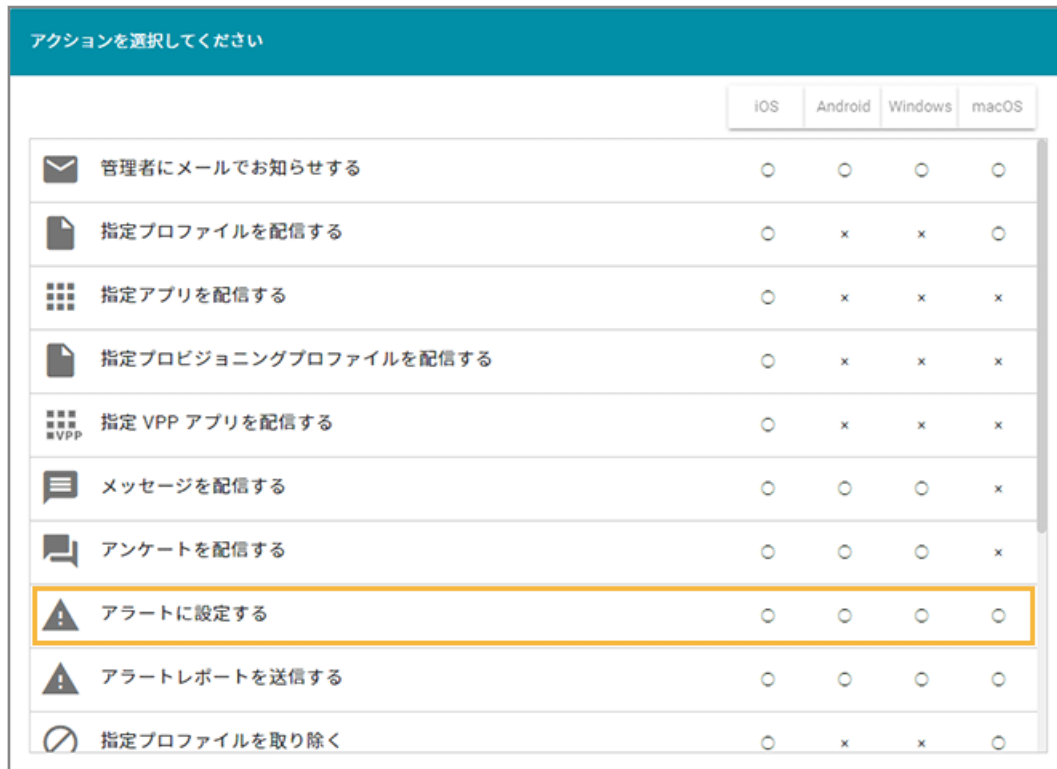 アクションを選択してください
iOS Android Windows macOS
管理者にメールでお知らせする ○ ○ ○ ○
指定プロファイルを配信する ○ × × ○
指定アプリを配信する ○ × × ×
指定プロビジョニングプロファイルを配信する ○ × × ×
VPP 指定 VPP アプリを配信する ○ × × ×
メッセージを配信する ○ ○ ○ ×
アンケートを配信する ○ ○ ○ ×
アラートに設定する ○ ○ ○ ○
アラートレポートを送信する ○ ○ ○ ○
指定プロファイルを取り除く ○ × × ○